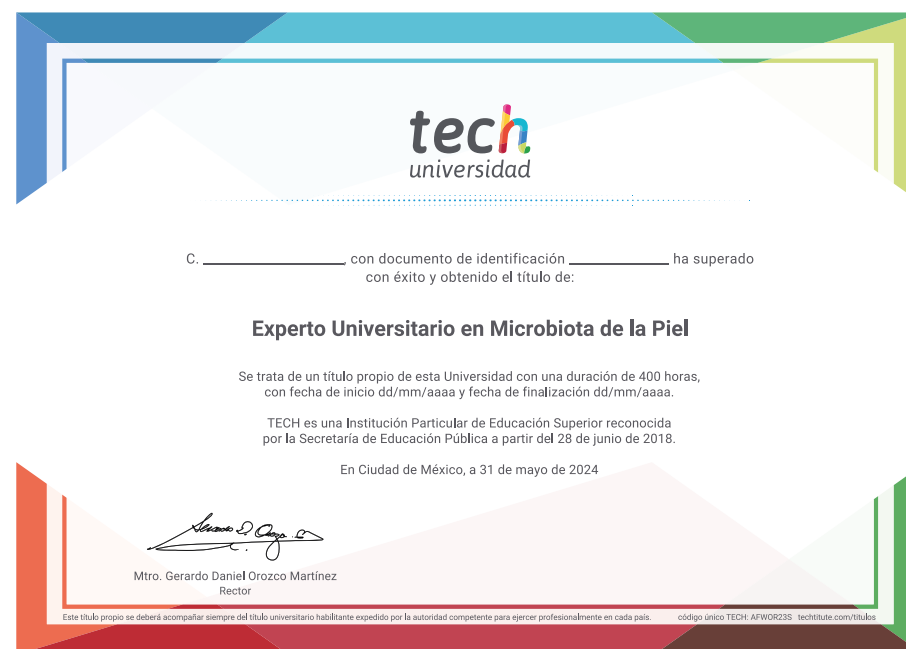 tech
universidad
C. ____________________, con documento de identificación ______________ ha superado
con éxito y obtenido el título de:
Experto Universitario en Microbiota de la Piel
Se trata de un título propio de esta Universidad con una duración de 400 horas,
con fecha de inicio dd/mm/aaaa y fecha de finalización dd/mm/aaaa.
TECH es una Institución Particular de Educación Superior reconocida
por la Secretaría de Educación Pública a partir del 28 de junio de 2018.
En Ciudad de México, a 31 de mayo de 2024
Mtro. Gerardo Daniel Orozco Martínez
Rector
Este título propio se deberá acompañar siempre del título universitario habilitante expedido por la autoridad competente para ejercer profesionalmente en cada país. código único TECH: AFWOR23S techtitute.com/titulos